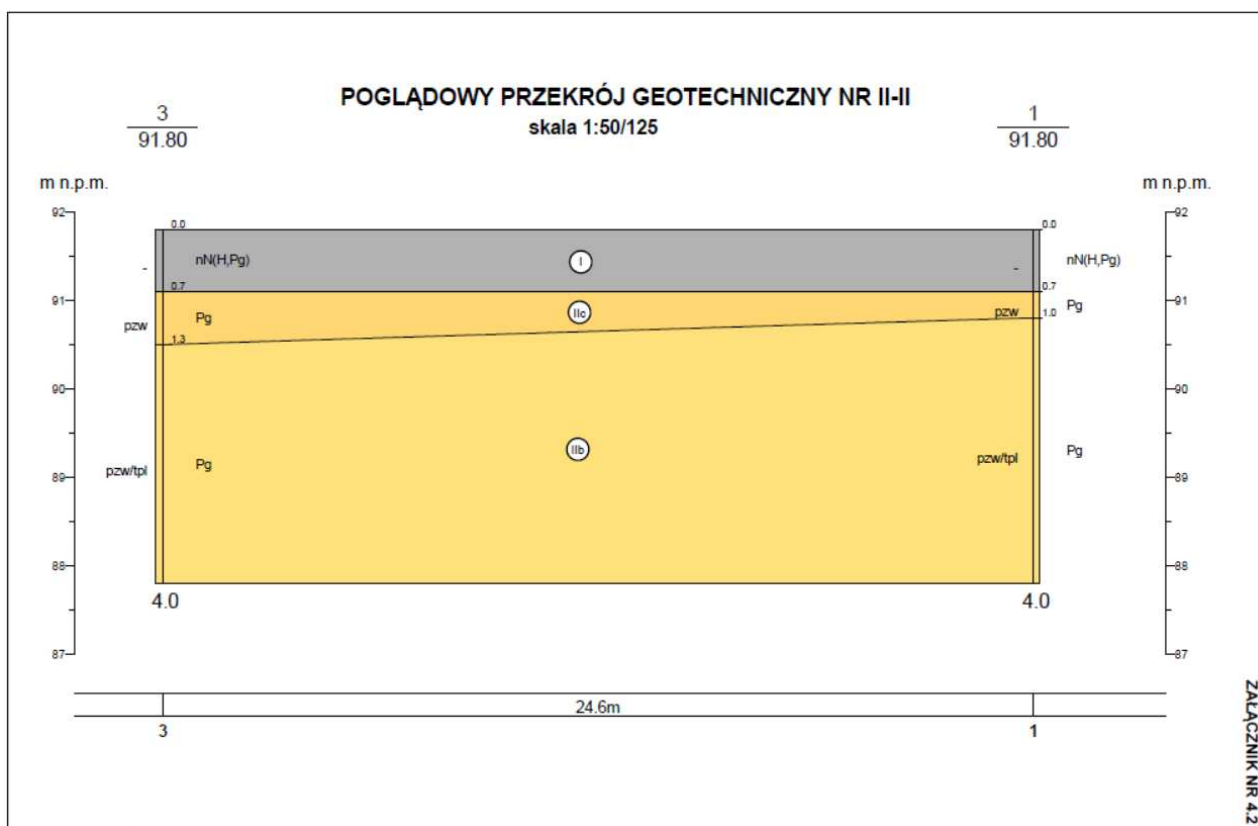 POGLĄDOWY PRZEKRÓJ GEOTECHNICZNY NR II-II
skala 1:50/125
3
91.80
1
91.80
m n.p.m.
m n.p.m.
92
92
0.0
0.0
- nN(H,Pg)
I
- nN(H,Pg)
0.7
0.7
91
91
pzw Pg
IIc
pzw 1.0 Pg
1.3
90
90
pzw/tpl Pg
IIb
pzw/tpl Pg
89
89
88
88
4.0
4.0
87
87
24.6m
3
1
ZAŁĄCZNIK NR 4.2